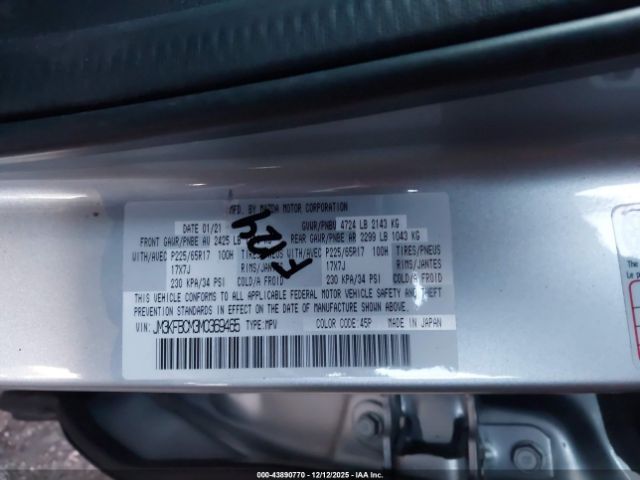 MFD. BY MAZDA MOTOR CORPORATION
DATE 01/21 GVWR/PNBV 4724 LB 2143 KG
FRONT GAWR/PNBE AV 2425 LB REAR GAWR/PNBE AR 2299 LB 1043 KG
WITH/AVEC P225/65R17 100H TIRES/PNEUS WITH/AVEC P225/65R17 100H TIRES/PNEUS
17X7J RIMS/JANTES 17X7J RIMS/JANTES
230 KPA/34 PSI COLD/A FROID 230 KPA/34 PSI COLD/A FROID
THIS VEHICLE CONFORMS TO ALL APPLICABLE FEDERAL MOTOR VEHICLE SAFETY AND THEFT
PREVENTION STANDARDS IN EFFECT ON THE DATE OF MANUFACTURE SHOWN ABOVE.
VIN: JM3KFBCM3M0369465 TYPE: MPV COLOR CODE: 45P MADE IN JAPAN
000-43890770 - 12/12/2025 - IAA Inc.